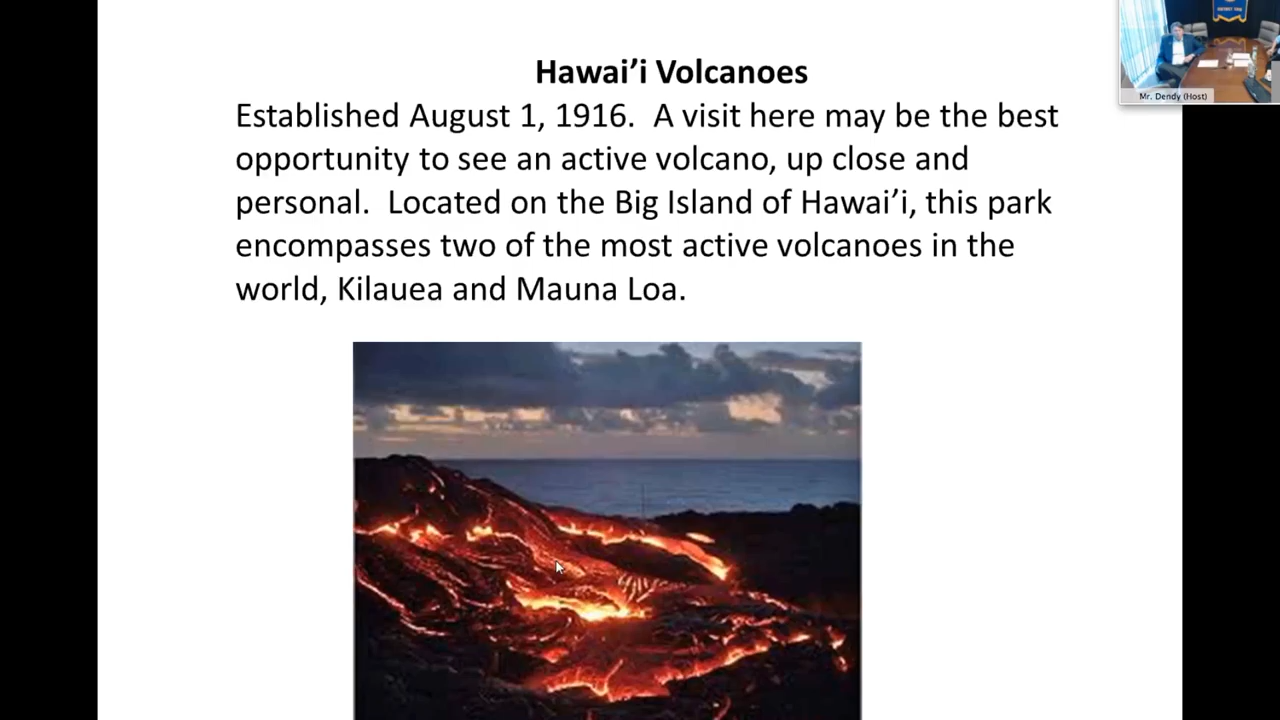 Hawai’i Volcanoes
Established August 1, 1916.  A visit here may be the best
opportunity to see an active volcano, up close and
personal.  Located on the Big Island of Hawai’i, this park
encompasses two of the most active volcanoes in the
world, Kilauea and Mauna Loa.
Mr. Dendy (Host)